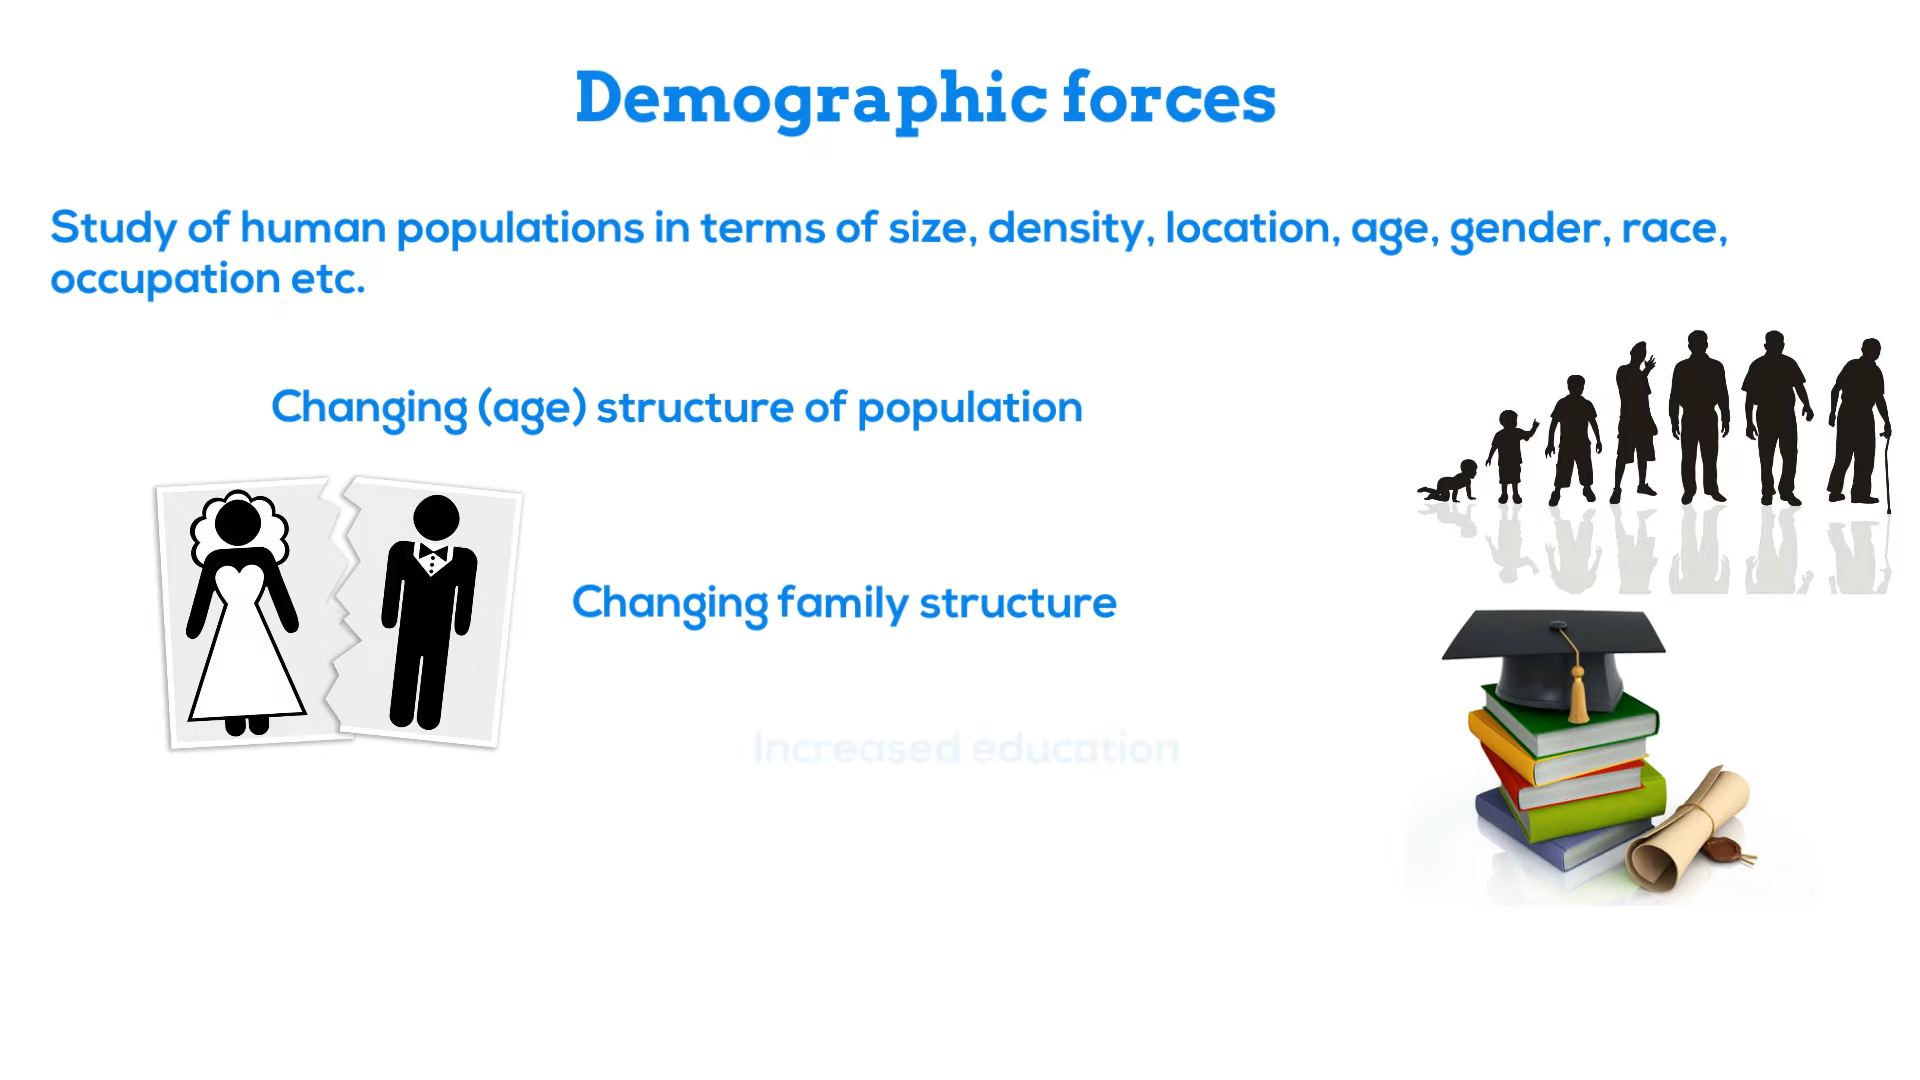 Demographic forces
Study of human populations in terms of size, density, location, age, gender, race,
occupation etc.
Changing (age) structure of population
Changing family structure
Increased education